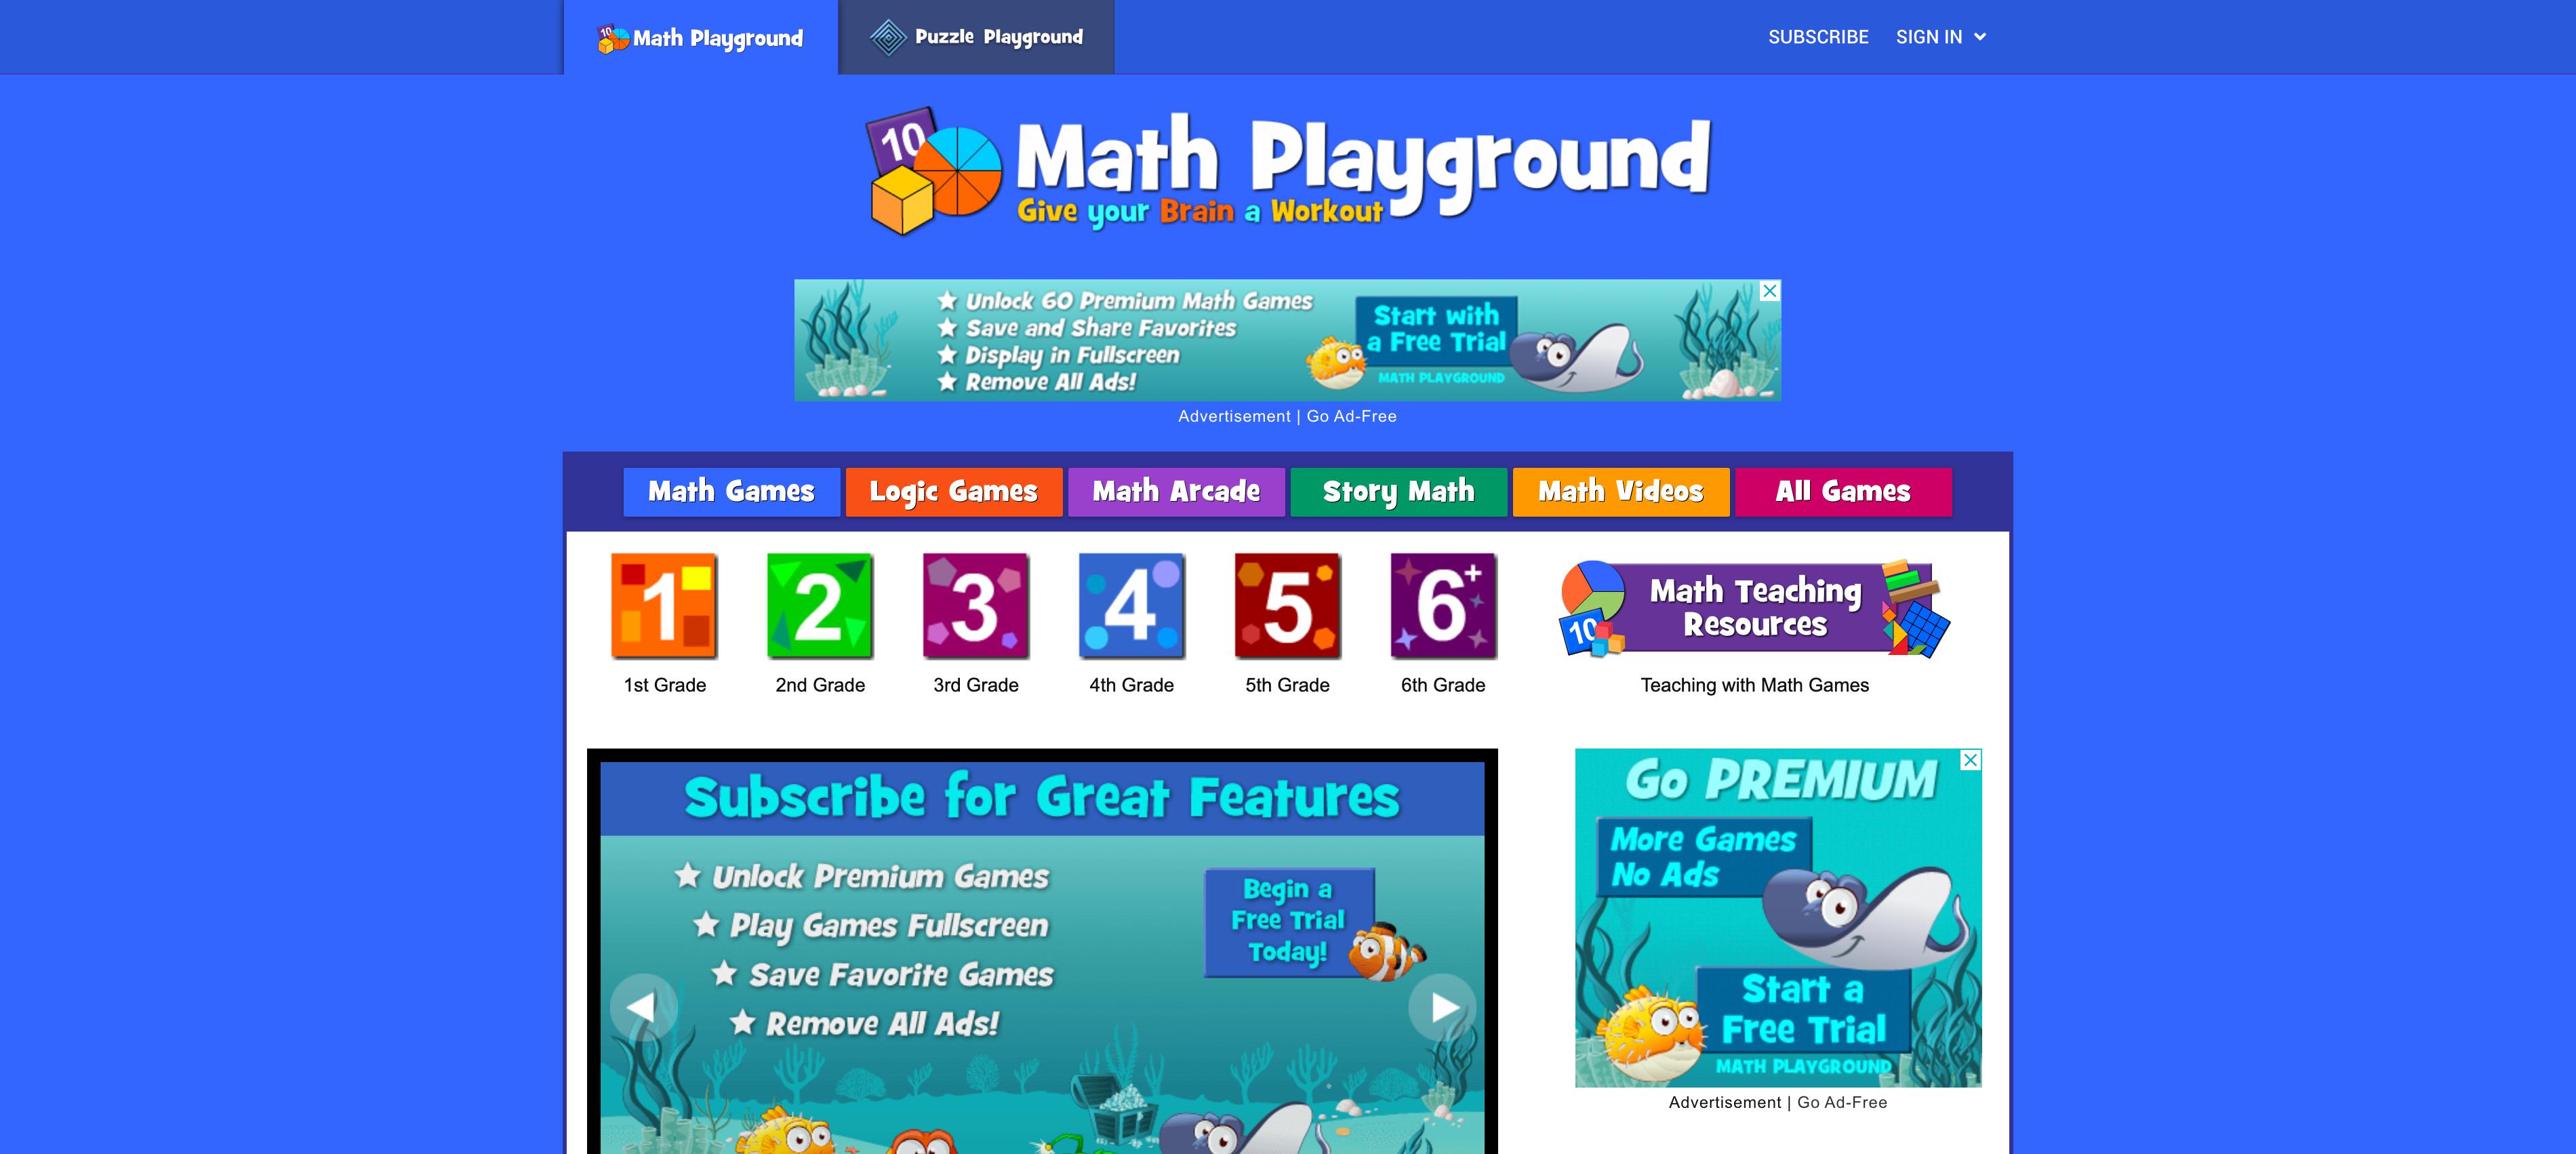 10 Math Playground
Puzzle Playground
SUBSCRIBE
SIGN IN
10
Math Playground
Give your Brain a Workout
Unlock 60 Premium Math Games
Save and Share Favorites
Display in Fullscreen
Remove All Ads!
Start with
a Free Trial
MATH PLAYGROUND
Advertisement | Go Ad-Free
Math Games
Logic Games
Math Arcade
Story Math
Math Videos
All Games
1
2
3
4
5
6+
10
Math Teaching
Resources
1st Grade
2nd Grade
3rd Grade
4th Grade
5th Grade
6th Grade
Teaching with Math Games
Subscribe for Great Features
Unlock Premium Games
Play Games Fullscreen
Save Favorite Games
Remove All Ads!
Begin a
Free Trial
Today!
Go PREMIUM
More Games
No Ads
Start a
Free Trial
MATH PLAYGROUND
Advertisement | Go Ad-Free